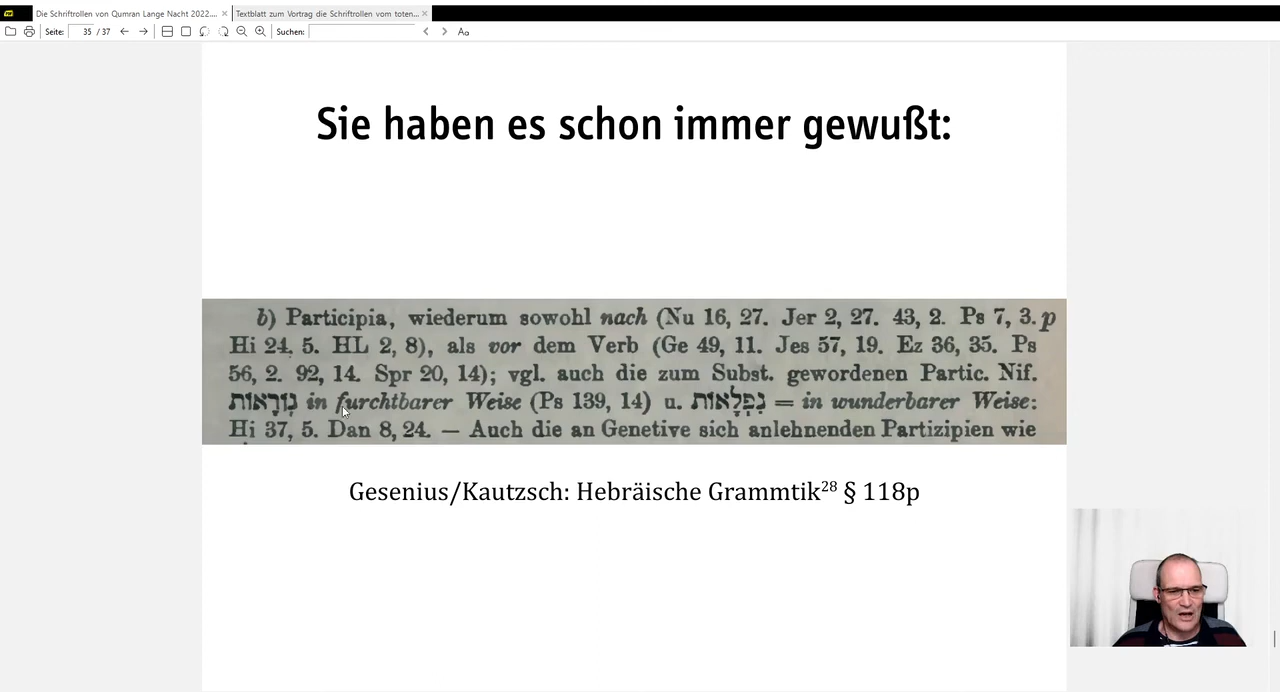 Die Schriftrollen von Qumran Lange Nacht 2022....
Textblatt zum Vortrag die Schriftrollen vom toten...
Seite: 35 / 37 Suchen: Aa
Sie haben es schon immer gewußt:
b) Participia, wiederum sowohl nach (Nu 16, 27. Jer 2, 27. 43, 2. Ps 7, 3. p
Hi 24, 5. HL 2, 8), als vor dem Verb (Ge 49, 11. Jes 57, 19. Ez 36, 35. Ps
56, 2. 92, 14. Spr 20, 14); vgl. auch die zum Subst. gewordenen Partic. Nif.
נֽוֹרָאוֹת in furchtbarer Weise (Ps 139, 14) u. נִפְלָאוֹת = in wunderbarer Weise:
Hi 37, 5. Dan 8, 24. — Auch die an Genetive sich anlehnenden Partizipien wie
Gesenius/Kautzsch: Hebräische Grammtik²⁸ § 118p